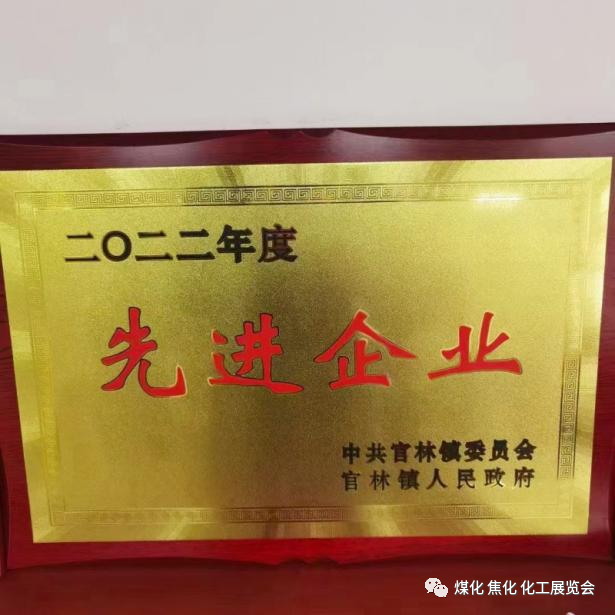 二〇二二年度
先进企业
中共官林镇委员会
官林镇人民政府
煤化 焦化 化工展览会